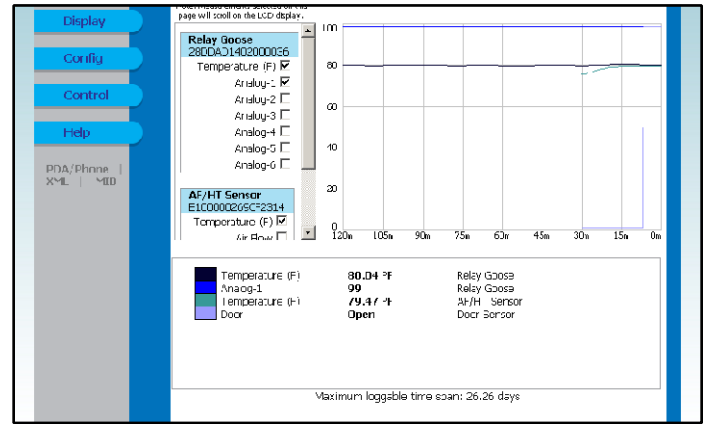 Display
Config
Control
Help
PDA/Phone |
XML | MIB
page will scroll on the LCD display.
Relay Goose
Temperature (F)
Analog-1
Analog-2
Analog-3
Analog-4
Analog-5
Analog-6
AF/HT Sensor
Temperature (F)
Air Flow
100
80
60
40
20
0
120m 105m 90m 75m 60m 45m 30m 15m 0m
Temperature (F) 80.04 °F Relay Goose
Analog-1 99 Relay Goose
Temperature (F) 79.47 °F AF/HT Sensor
Door Open Door Sensor
Maximum loggable time span: 26.26 days